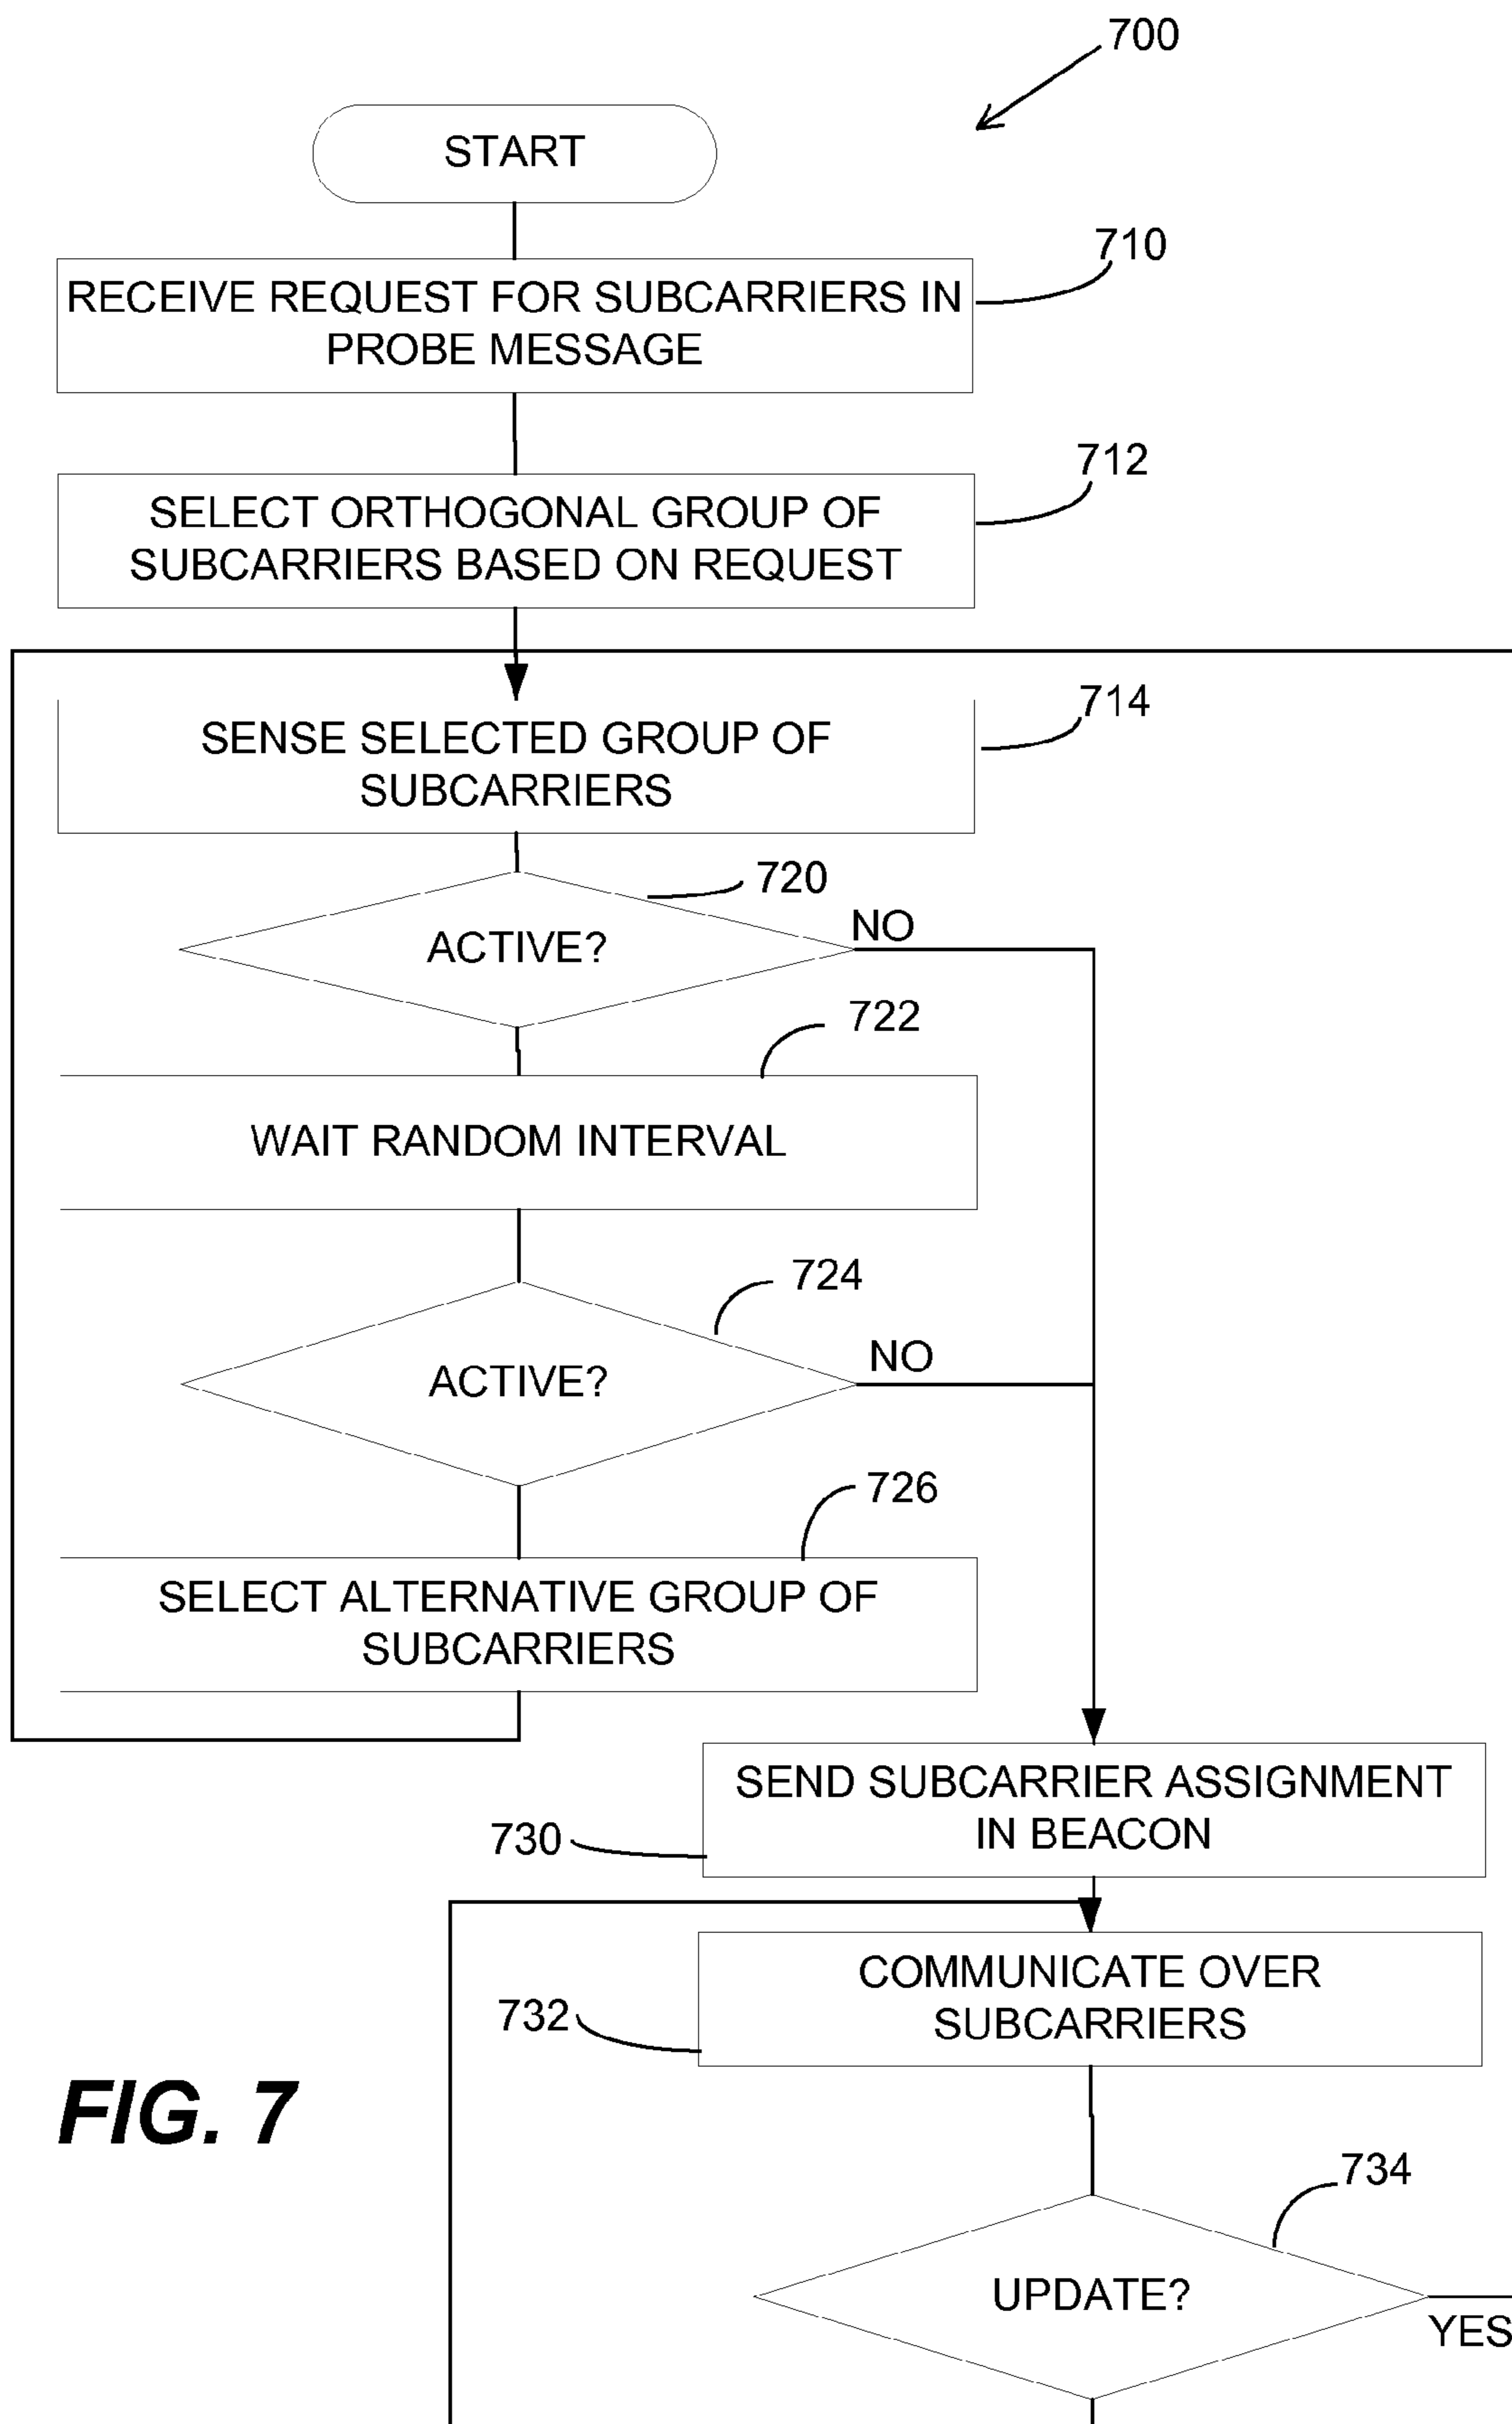 700
START
710
RECEIVE REQUEST FOR SUBCARRIERS IN
PROBE MESSAGE
712
SELECT ORTHOGONAL GROUP OF
SUBCARRIERS BASED ON REQUEST
714
SENSE SELECTED GROUP OF
SUBCARRIERS
720
ACTIVE?
NO
722
WAIT RANDOM INTERVAL
724
ACTIVE?
NO
726
SELECT ALTERNATIVE GROUP OF
SUBCARRIERS
SEND SUBCARRIER ASSIGNMENT
IN BEACON
730
COMMUNICATE OVER
SUBCARRIERS
732
FIG. 7
734
UPDATE?
YES